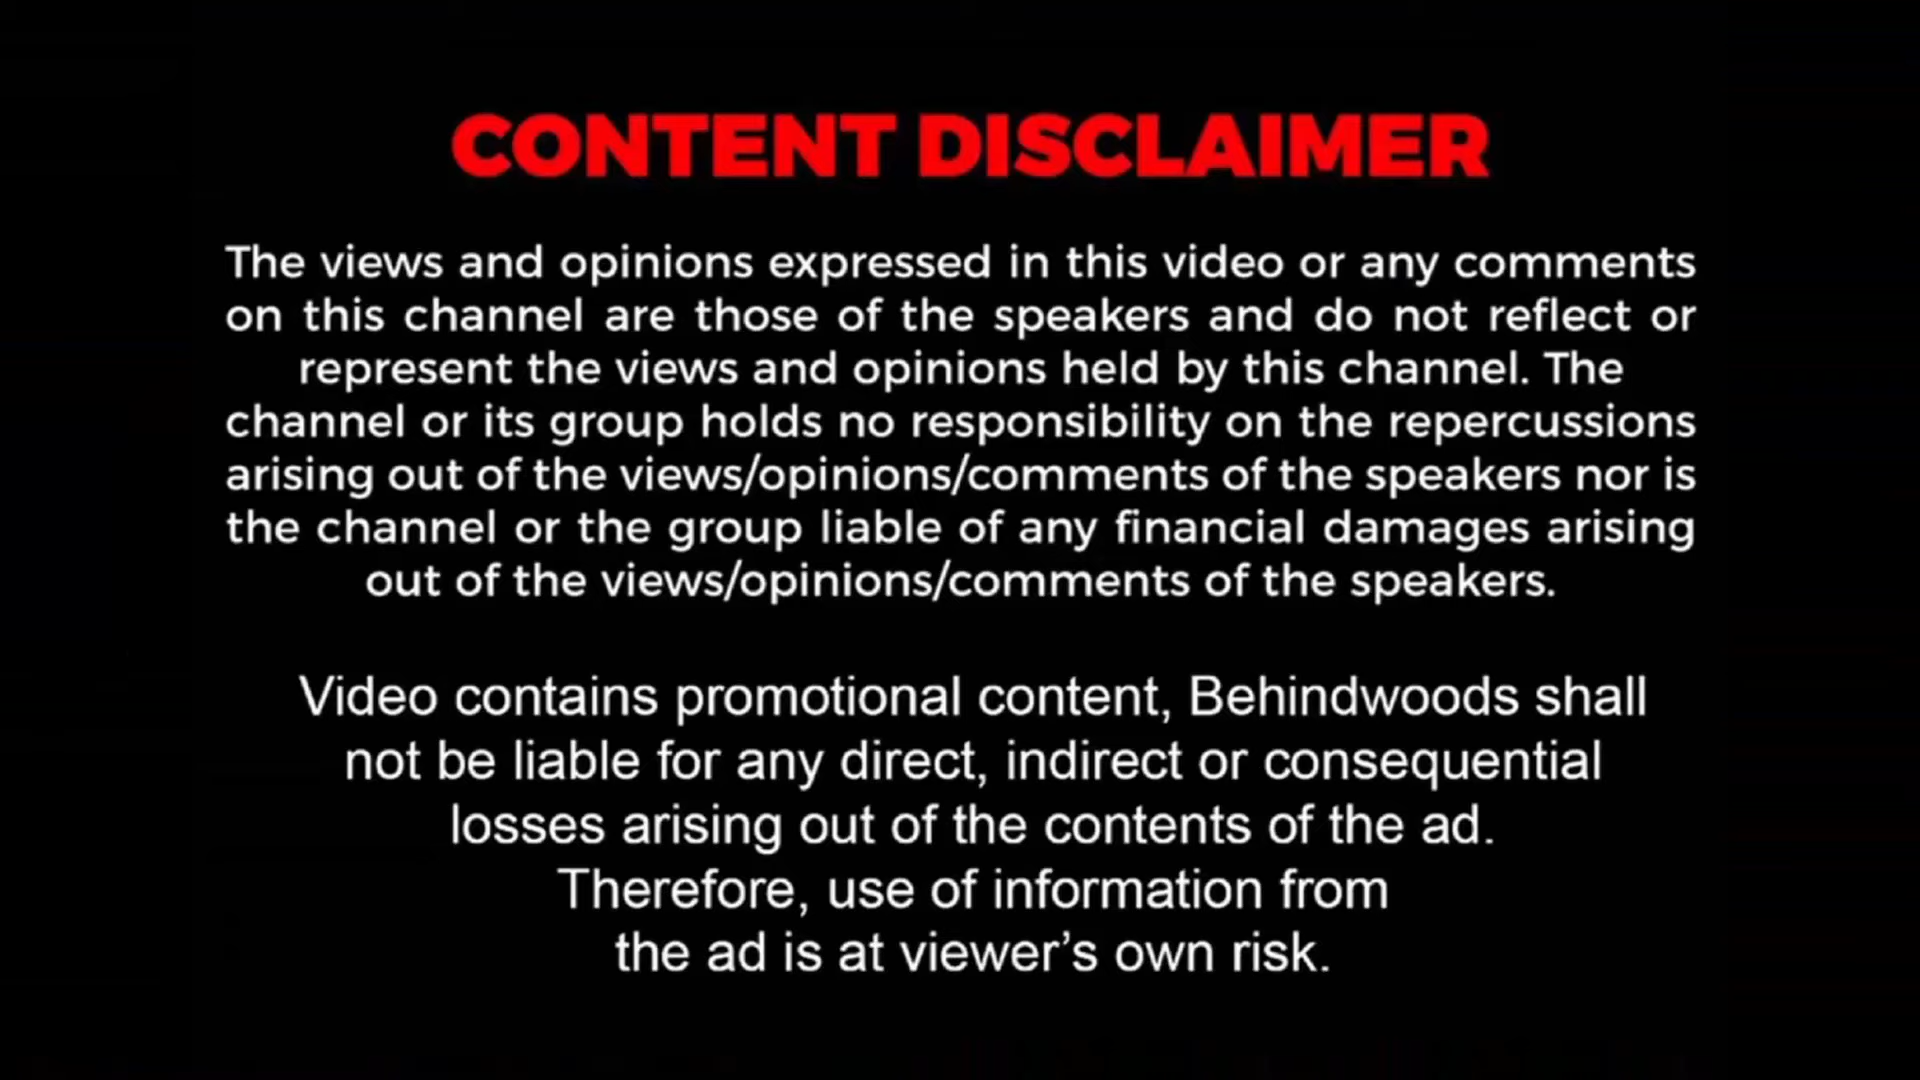 CONTENT DISCLAIMER
The views and opinions expressed in this video or any comments
on this channel are those of the speakers and do not reflect or
represent the views and opinions held by this channel. The
channel or its group holds no responsibility on the repercussions
arising out of the views/opinions/comments of the speakers nor is
the channel or the group liable of any financial damages arising
out of the views/opinions/comments of the speakers.
Video contains promotional content, Behindwoods shall
not be liable for any direct, indirect or consequential
losses arising out of the contents of the ad.
Therefore, use of information from
the ad is at viewer’s own risk.